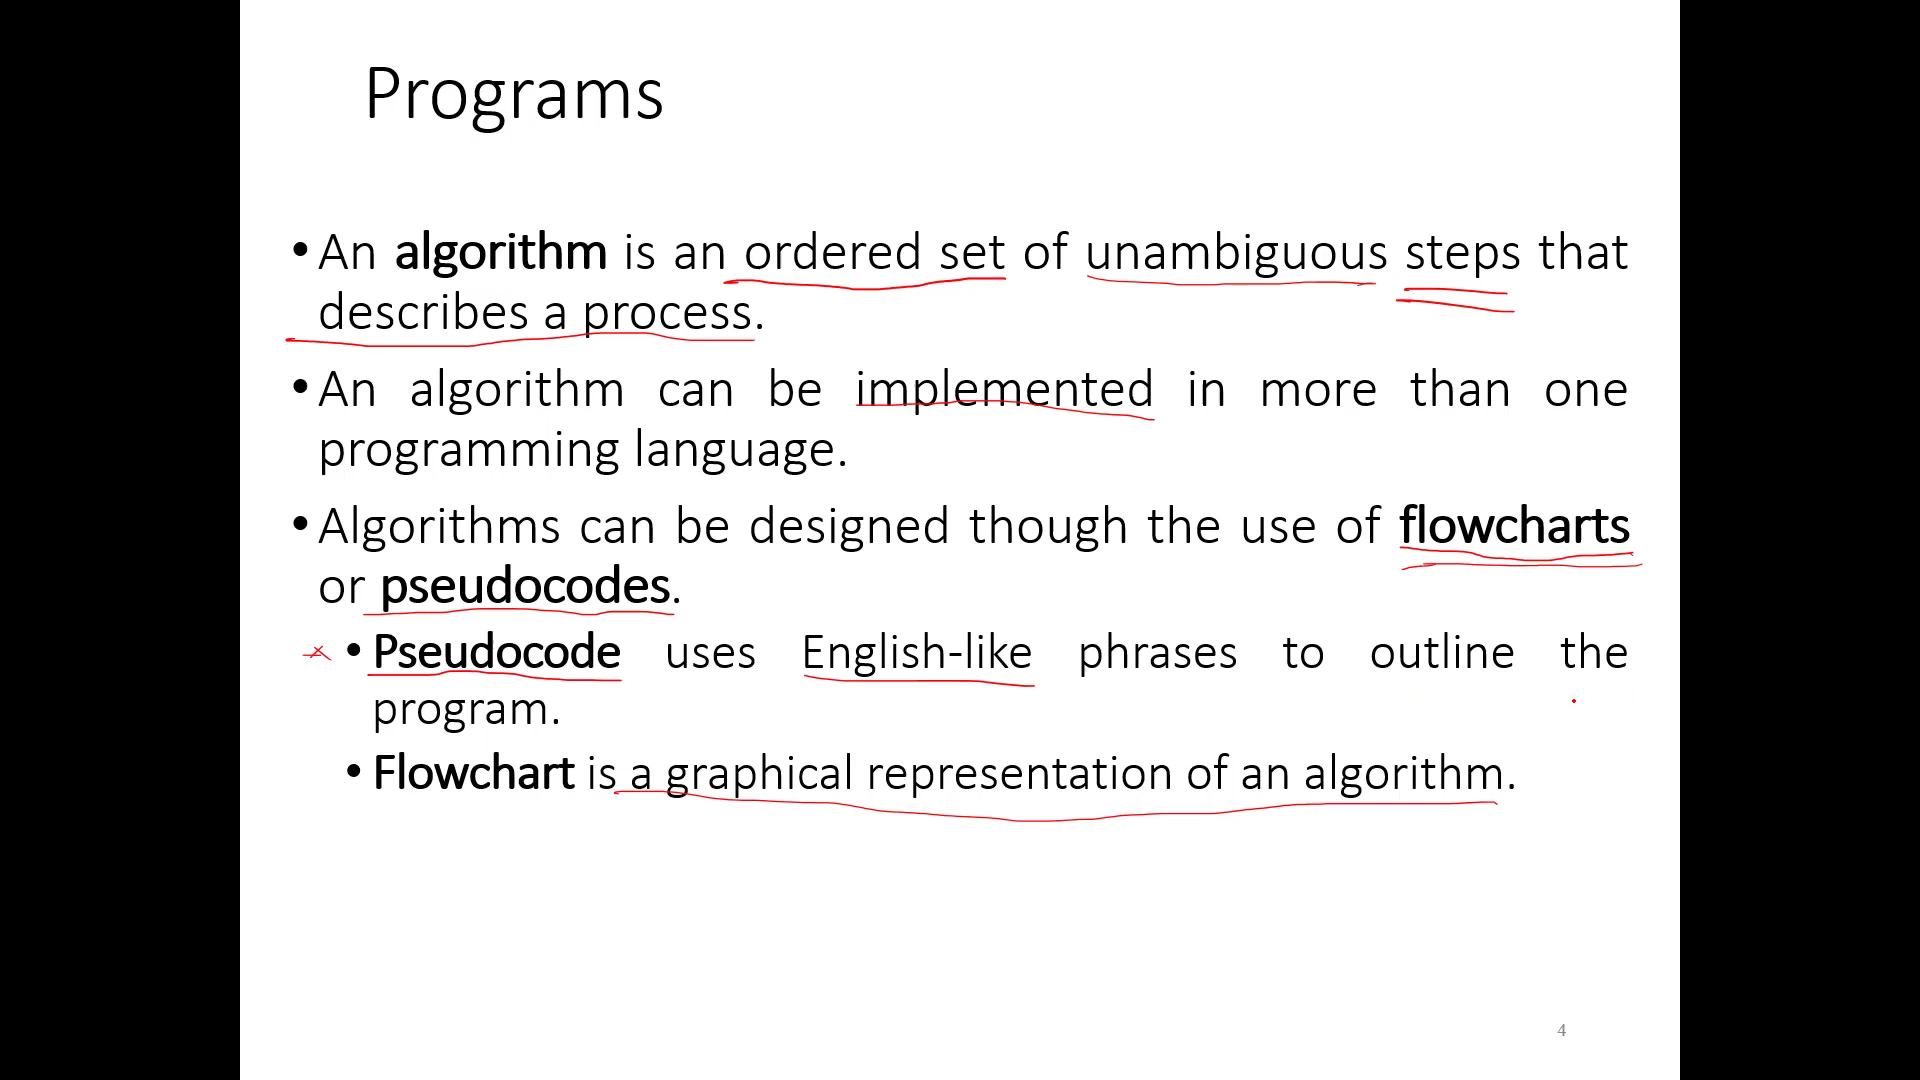 Programs
•An algorithm is an ordered set of unambiguous steps that
describes a process.
•An algorithm can be implemented in more than one
programming language.
•Algorithms can be designed though the use of flowcharts
or pseudocodes.
•Pseudocode uses English-like phrases to outline the
program.
•Flowchart is a graphical representation of an algorithm.
4